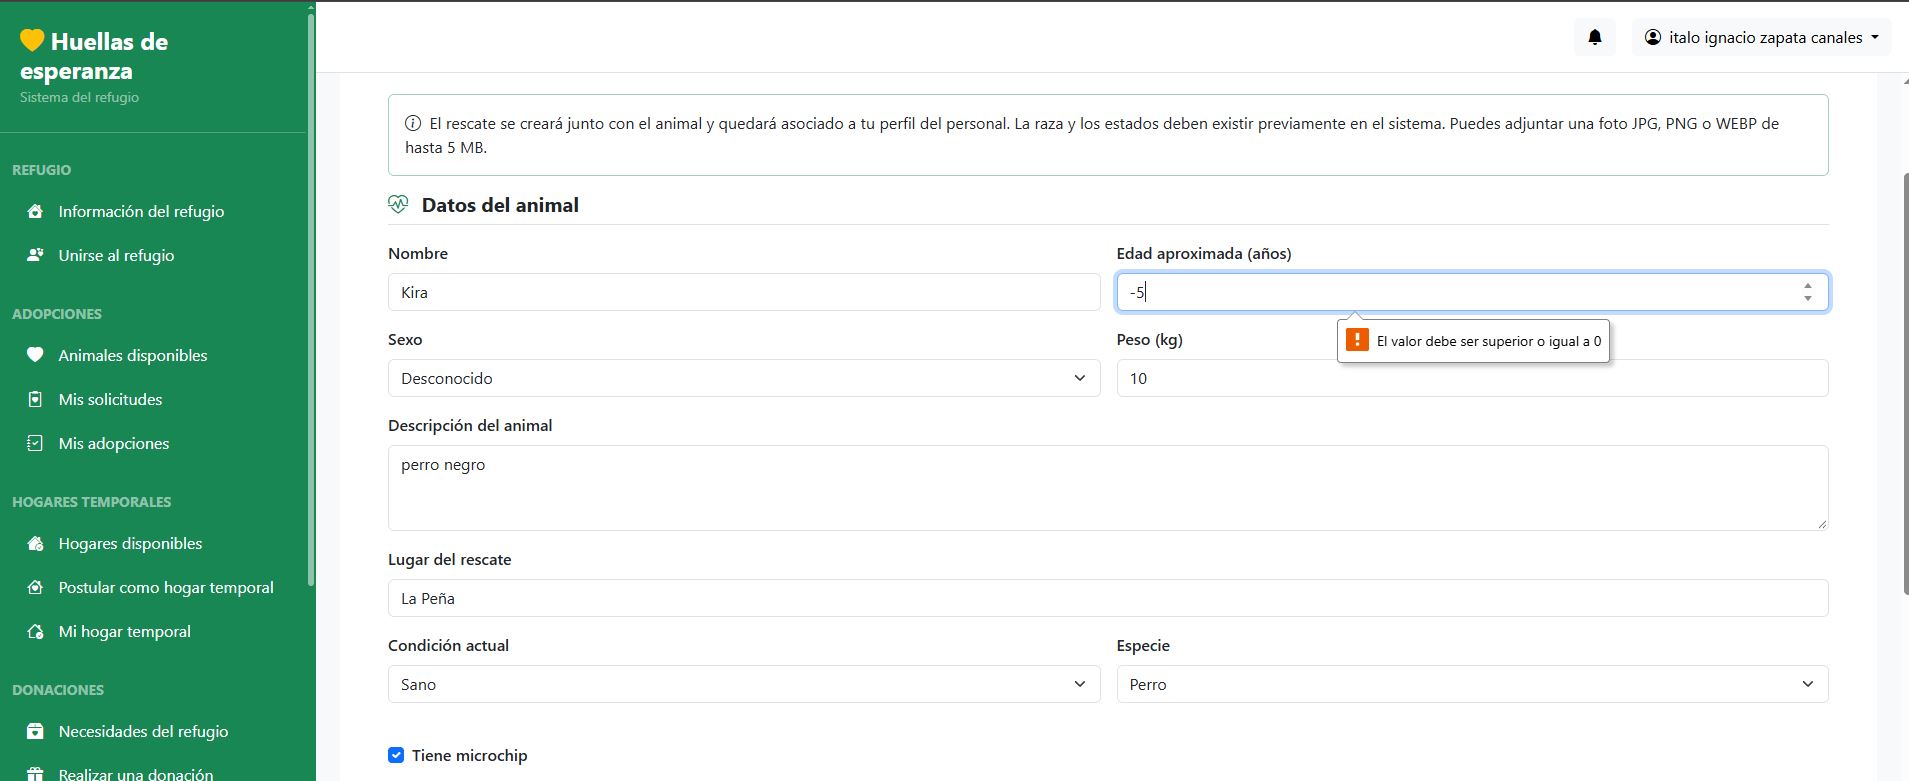 Huellas de
esperanza
Sistema del refugio
REFUGIO
Información del refugio
Unirse al refugio
ADOPCIONES
Animales disponibles
Mis solicitudes
Mis adopciones
HOGARES TEMPORALES
Hogares disponibles
Postular como hogar temporal
Mi hogar temporal
DONACIONES
Necesidades del refugio
Realizar una donación
italo ignacio zapata canales
El rescate se creará junto con el animal y quedará asociado a tu perfil del personal. La raza y los estados deben existir previamente en el sistema. Puedes adjuntar una foto JPG, PNG o WEBP de
hasta 5 MB.
Datos del animal
Nombre
Kira
Edad aproximada (años)
-5
El valor debe ser superior o igual a 0
Sexo
Desconocido
Peso (kg)
10
Descripción del animal
perro negro
Lugar del rescate
La Peña
Condición actual
Sano
Especie
Perro
Tiene microchip